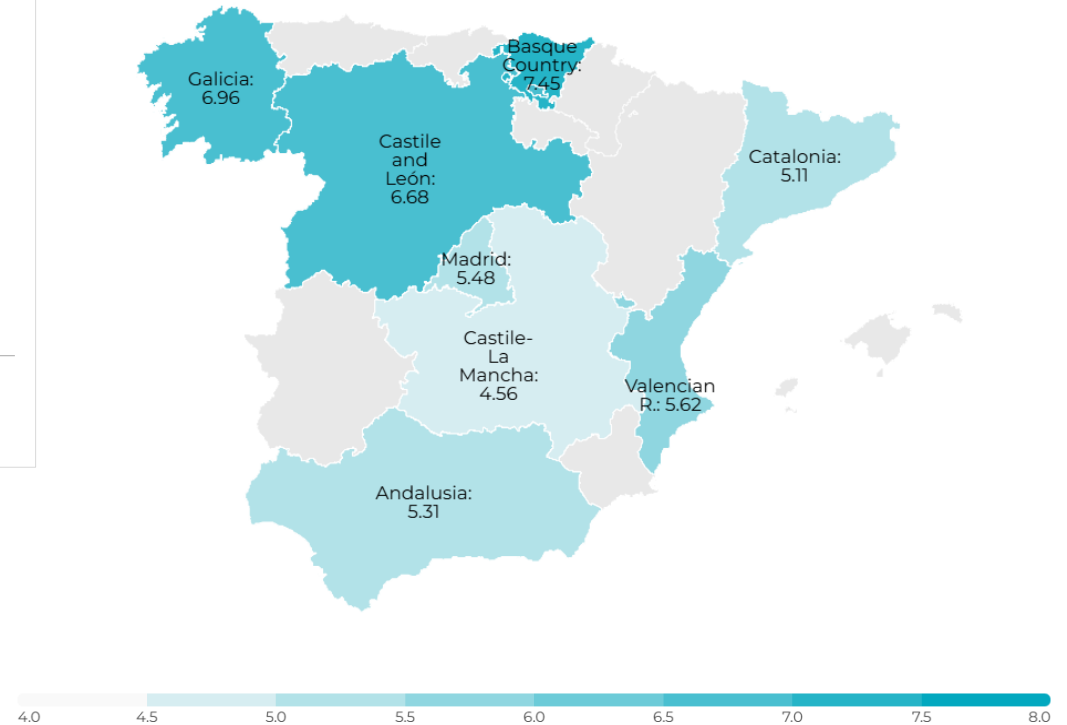 Basque
Country:
7.45
Galicia:
6.96
Castile
and
León:
6.68
Catalonia:
5.11
Madrid:
5.48
Castile-
La
Mancha:
4.56
Valencian
R.: 5.62
Andalusia:
5.31
4.0 4.5 5.0 5.5 6.0 6.5 7.0 7.5 8.0